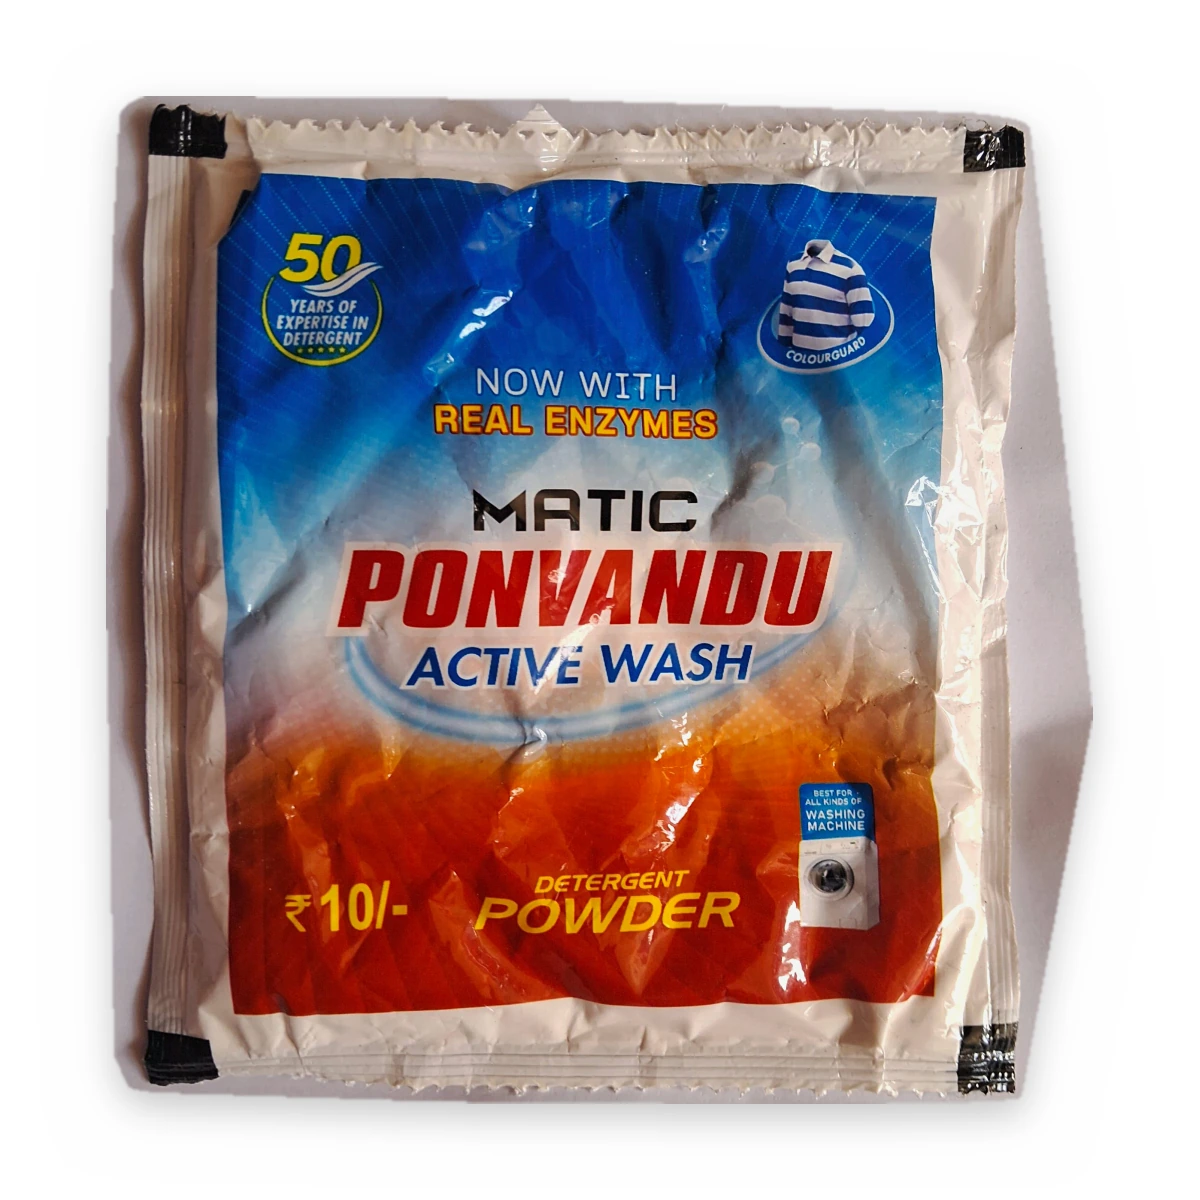 50
YEARS OF
EXPERTISE IN
DETERGENT
COLOURGUARD
NOW WITH
REAL ENZYMES
MATIC
PONVANDU
ACTIVE WASH
BEST FOR
ALL KINDS OF
WASHING
MACHINE
₹10/-
DETERGENT
POWDER